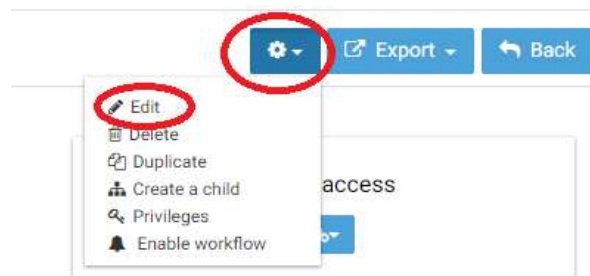 Export Back
Edit
Delete
Duplicate
Create a child
access
Privileges
Enable workflow